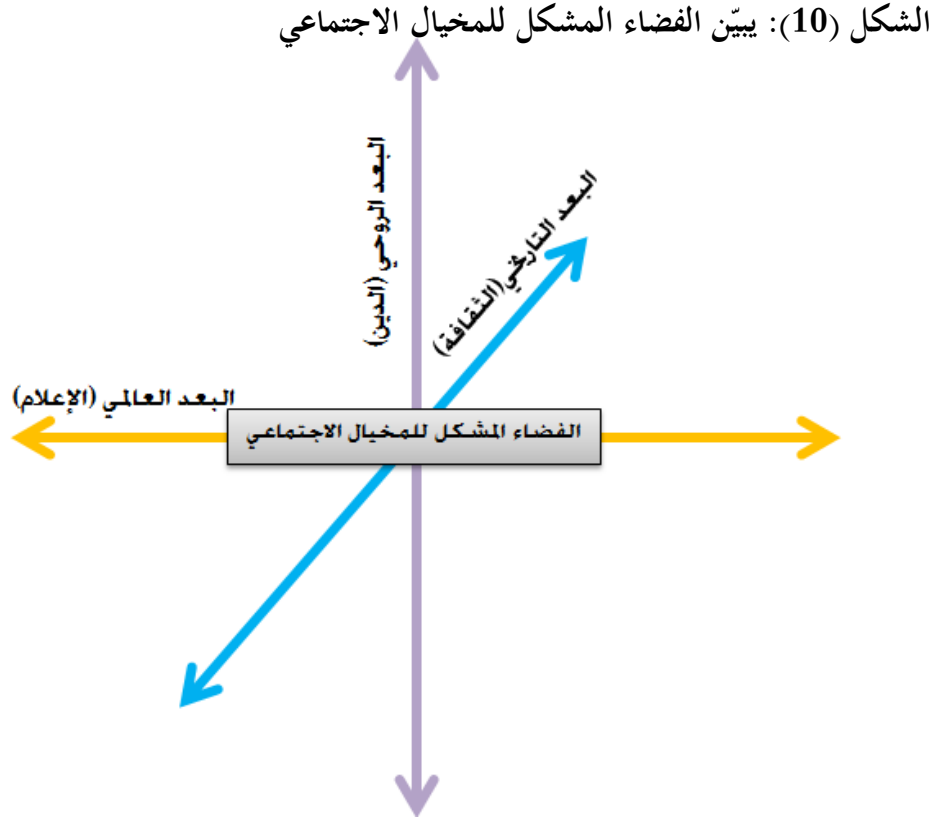 الشكل (10): يبيّن الفضاء المشكل للمخيال الاجتماعي
البعد الروحي (الدين)
البعد التاريخي (الثقافة)
البعد العالمي (الإعلام)
الفضاء المشكل للمخيال الاجتماعي